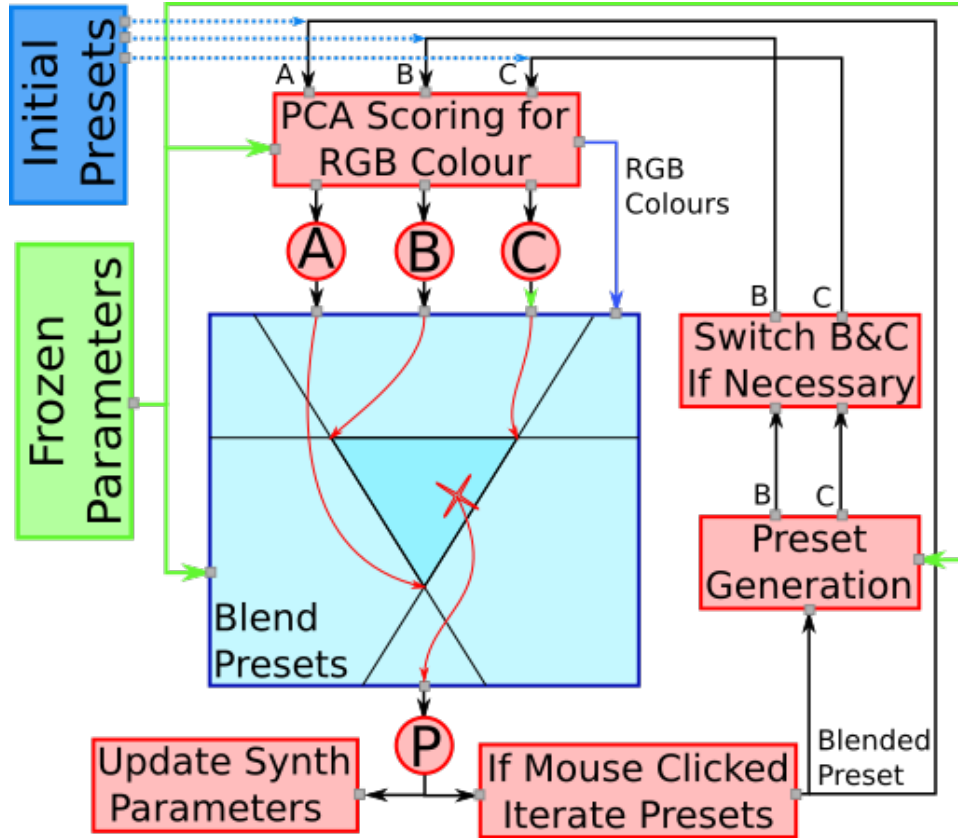 Initial
Presets
A
B
C
PCA Scoring for
RGB Colour
RGB
Colours
A
B
C
Frozen
Parameters
B
C
Switch B&C
If Necessary
B
C
Preset
Generation
Blend
Presets
P
Update Synth
Parameters
If Mouse Clicked
Iterate Presets
Blended
Preset